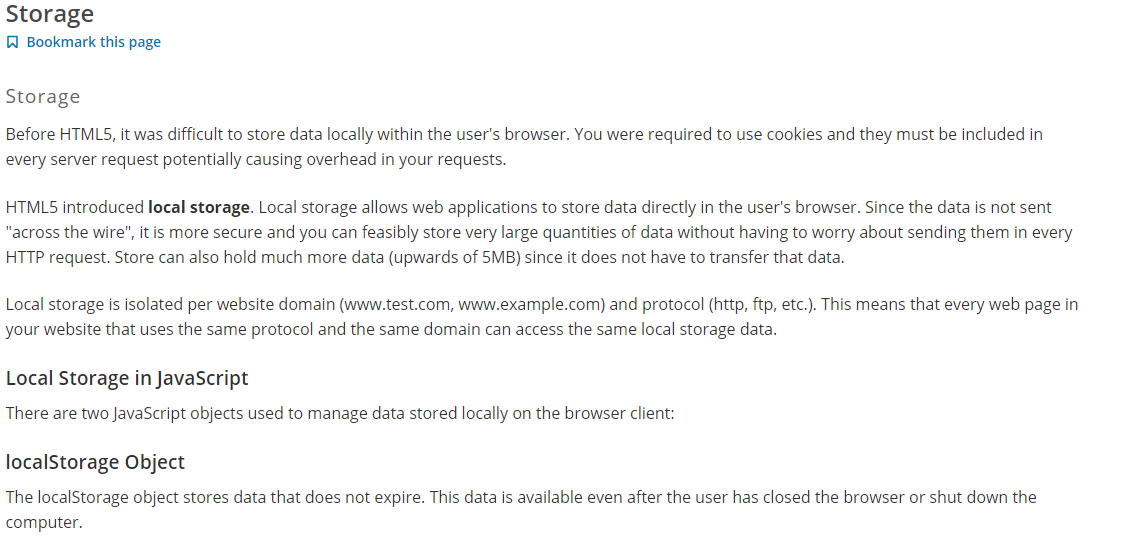 Storage
Bookmark this page
Storage
Before HTML5, it was difficult to store data locally within the user's browser. You were required to use cookies and they must be included in
every server request potentially causing overhead in your requests.
HTML5 introduced local storage. Local storage allows web applications to store data directly in the user's browser. Since the data is not sent
"across the wire", it is more secure and you can feasibly store very large quantities of data without having to worry about sending them in every
HTTP request. Store can also hold much more data (upwards of 5MB) since it does not have to transfer that data.
Local storage is isolated per website domain (www.test.com, www.example.com) and protocol (http, ftp, etc.). This means that every web page in
your website that uses the same protocol and the same domain can access the same local storage data.
Local Storage in JavaScript
There are two JavaScript objects used to manage data stored locally on the browser client:
localStorage Object
The localStorage object stores data that does not expire. This data is available even after the user has closed the browser or shut down the
computer.